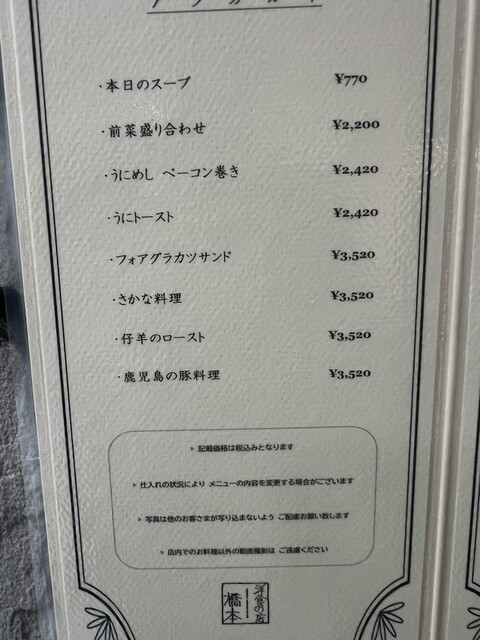 ・本日のスープ ¥770
・前菜盛り合わせ ¥2,200
・うにめし ベーコン巻き ¥2,420
・うにトースト ¥2,420
・フォアグラカツサンド ¥3,520
・さかな料理 ¥3,520
・仔羊のロースト ¥3,520
・鹿児島の豚料理 ¥3,520
▹ 記載価格は税込みとなります
▹ 仕入れの状況により メニューの内容を変更する場合がございます
▹ 写真は他のお客さまが写り込まないよう ご配慮お願い致します
▹ 店内でのお料理以外の動画撮影は ご遠慮ください
洋食の店
橋本